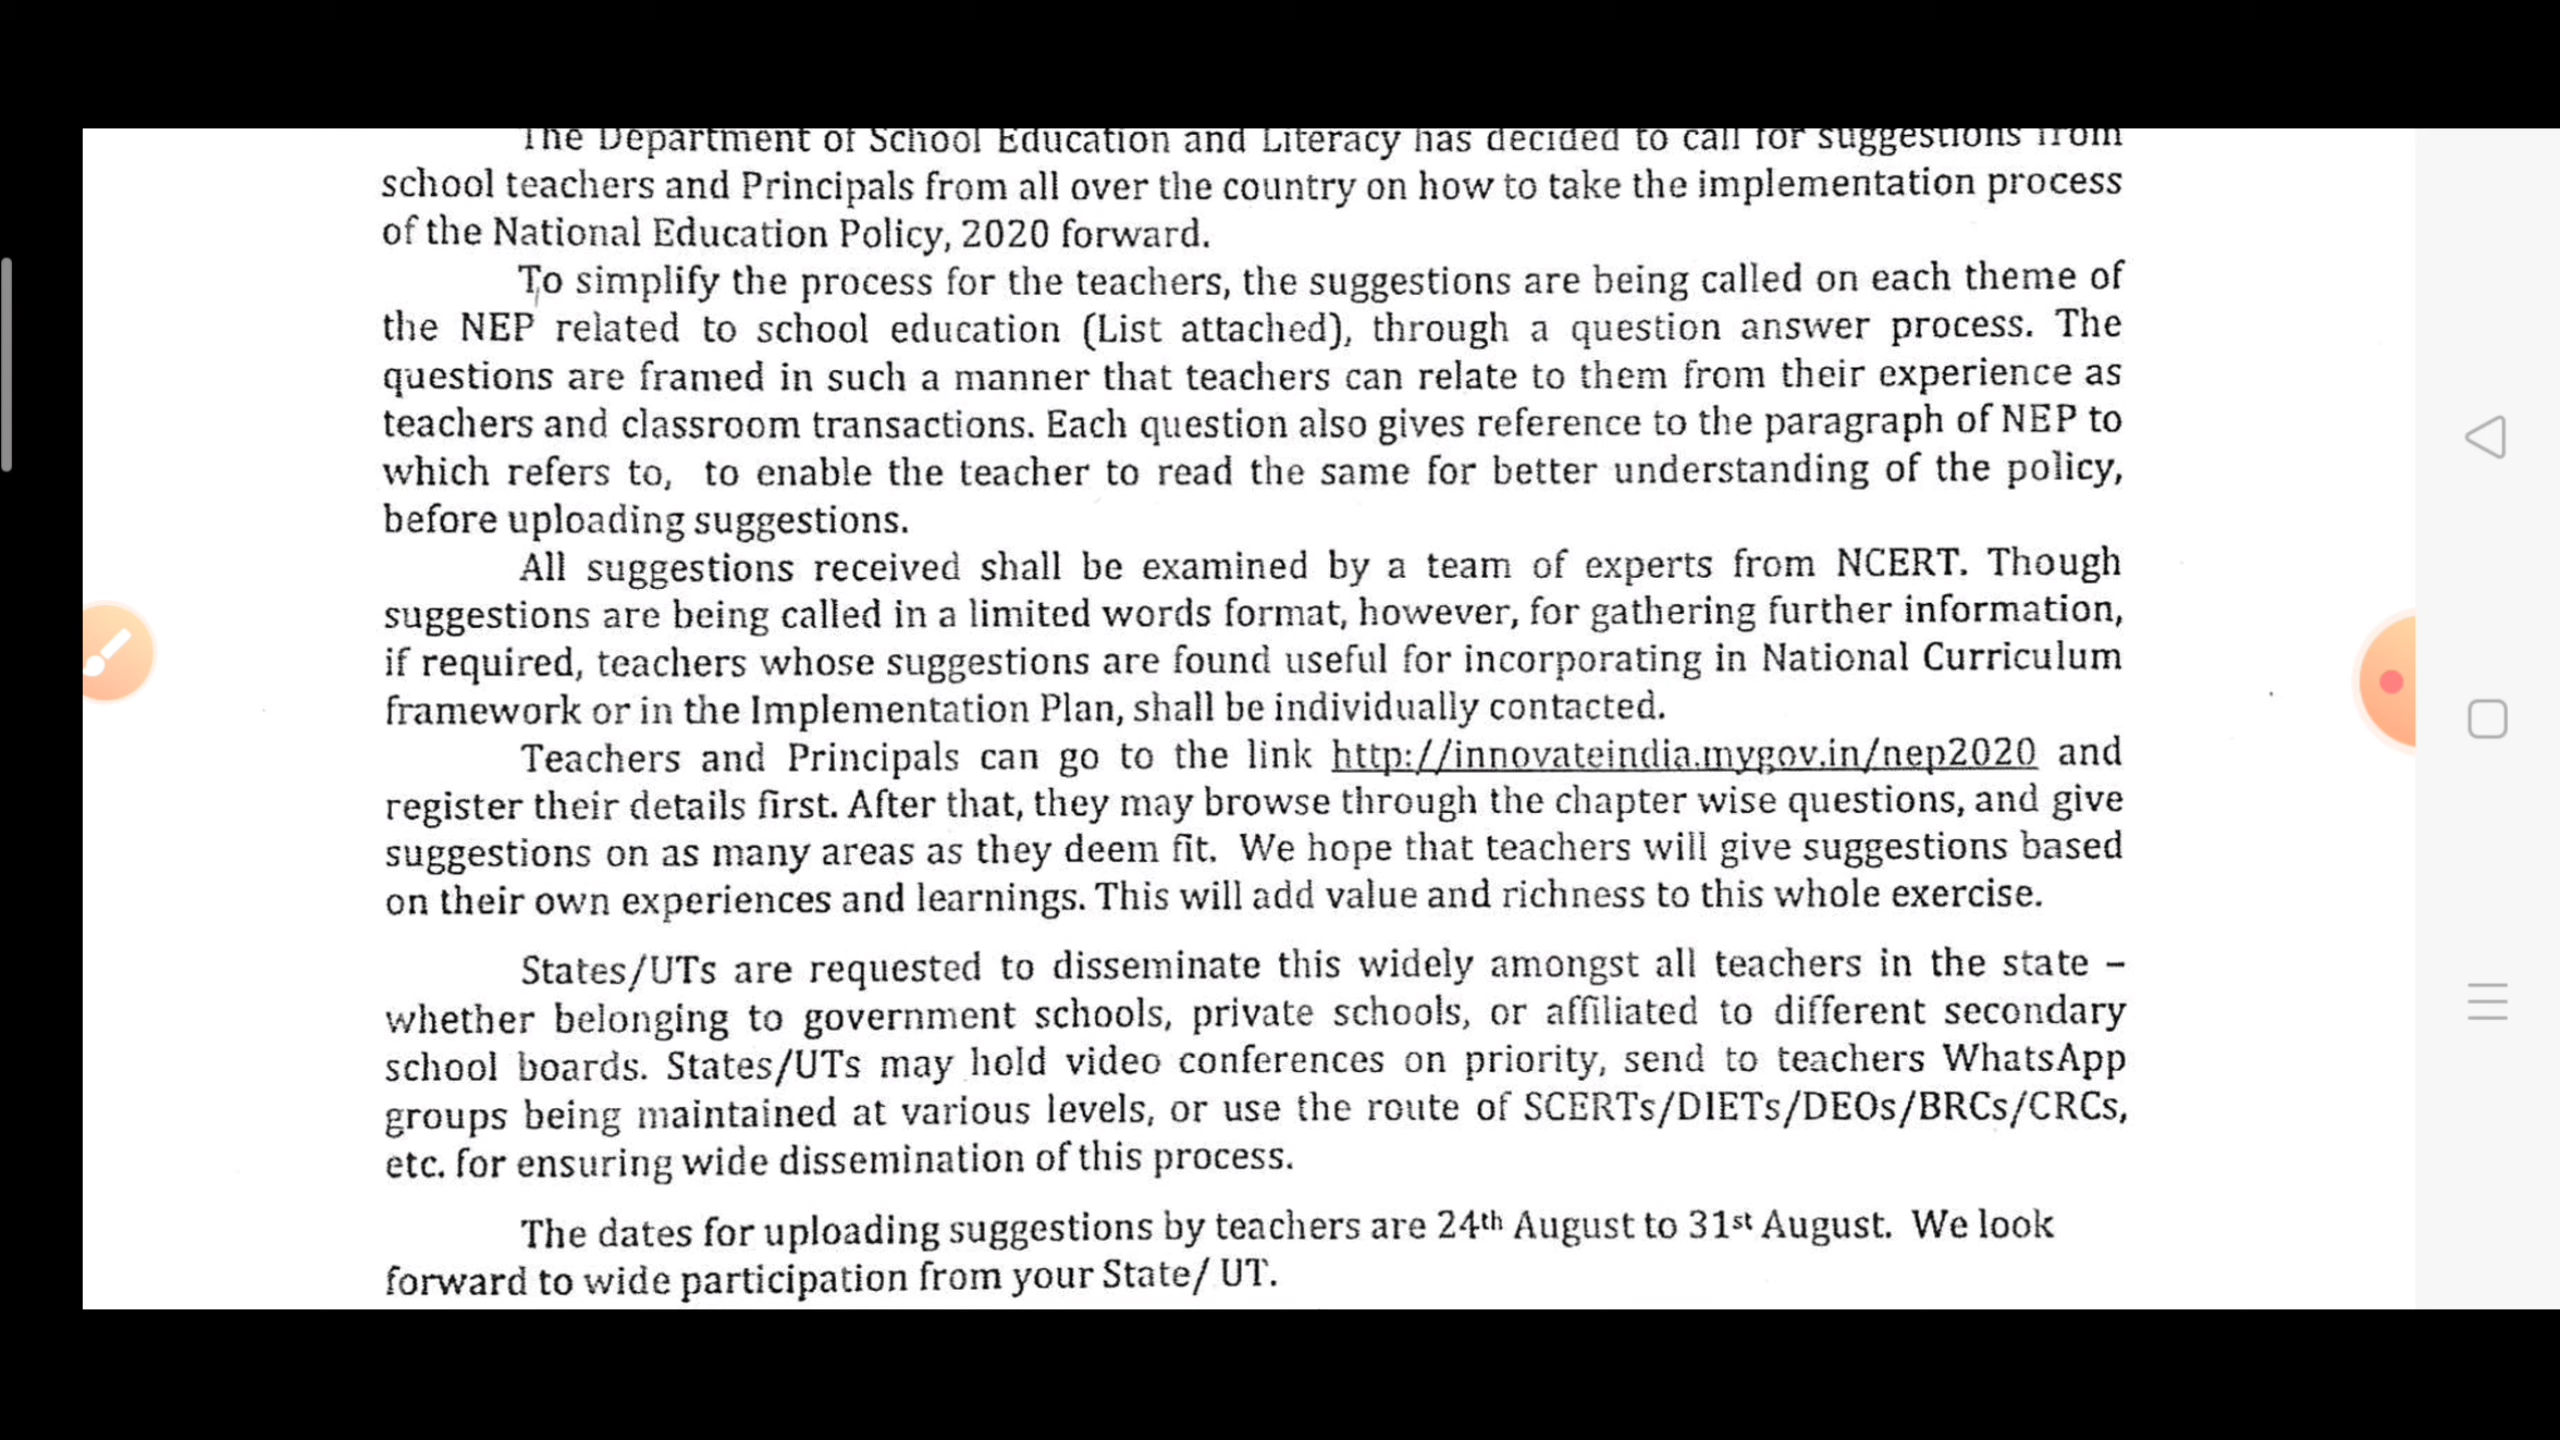 The Department of School Education and Literacy has decided to call for suggestions from
school teachers and Principals from all over the country on how to take the implementation process
of the National Education Policy, 2020 forward.
To simplify the process for the teachers, the suggestions are being called on each theme of
the NEP related to school education (List attached), through a question answer process. The
questions are framed in such a manner that teachers can relate to them from their experience as
teachers and classroom transactions. Each question also gives reference to the paragraph of NEP to
which refers to, to enable the teacher to read the same for better understanding of the policy,
before uploading suggestions.
All suggestions received shall be examined by a team of experts from NCERT. Though
suggestions are being called in a limited words format, however, for gathering further information,
if required, teachers whose suggestions are found useful for incorporating in National Curriculum
framework or in the Implementation Plan, shall be individually contacted.
Teachers and Principals can go to the link http://innovateindia.mygov.in/nep2020 and
register their details first. After that, they may browse through the chapter wise questions, and give
suggestions on as many areas as they deem fit. We hope that teachers will give suggestions based
on their own experiences and learnings. This will add value and richness to this whole exercise.
States/UTs are requested to disseminate this widely amongst all teachers in the state –
whether belonging to government schools, private schools, or affiliated to different secondary
school boards. States/UTs may hold video conferences on priority, send to teachers WhatsApp
groups being maintained at various levels, or use the route of SCERTs/DIETs/DEOs/BRCs/CRCs,
etc. for ensuring wide dissemination of this process.
The dates for uploading suggestions by teachers are 24th August to 31st August. We look
forward to wide participation from your State/ UT.